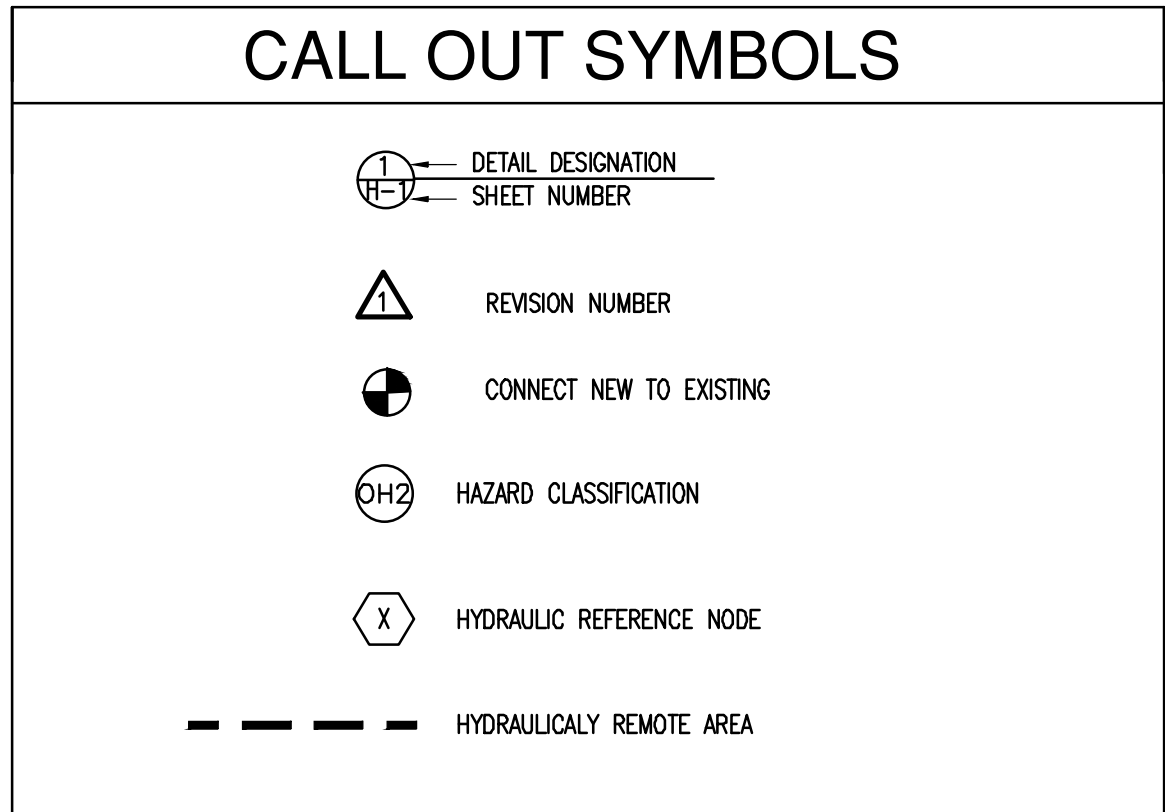 CALL OUT SYMBOLS
1 DETAIL DESIGNATION
H-1 SHEET NUMBER
1 REVISION NUMBER
CONNECT NEW TO EXISTING
OH2 HAZARD CLASSIFICATION
X HYDRAULIC REFERENCE NODE
HYDRAULICALY REMOTE AREA